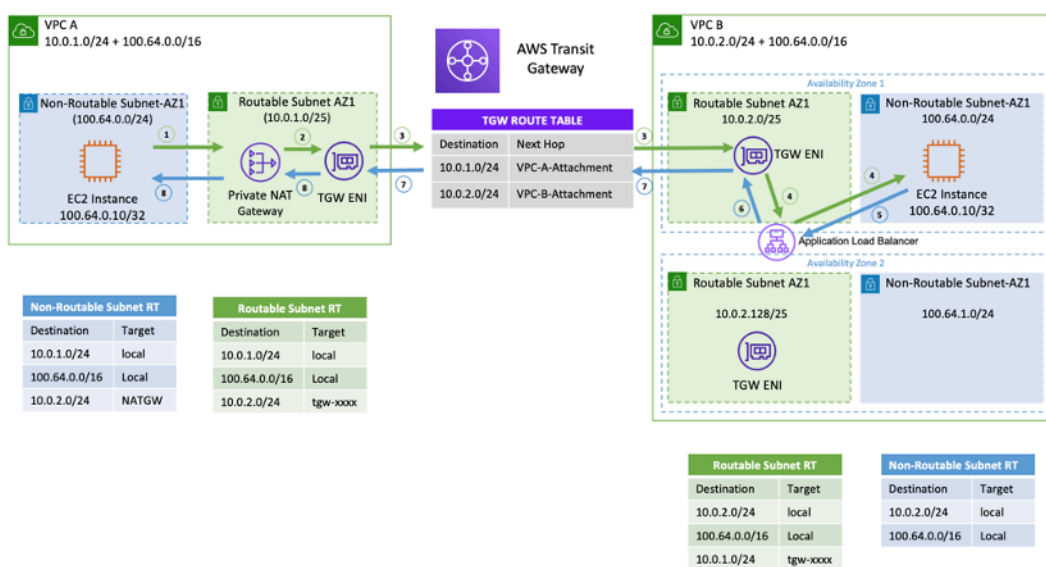 VPC A
10.0.1.0/24 + 100.64.0.0/16
Non-Routable Subnet-AZ1
(100.64.0.0/24)
EC2 Instance
100.64.0.10/32
Routable Subnet AZ1
(10.0.1.0/25)
Private NAT
Gateway
TGW ENI
1
2
3
8
8
7
AWS Transit
Gateway
TGW ROUTE TABLE
Destination Next Hop
10.0.1.0/24 VPC-A-Attachment
10.0.2.0/24 VPC-B-Attachment
3
7
VPC B
10.0.2.0/24 + 100.64.0.0/16
Availability Zone 1
Routable Subnet AZ1
10.0.2.0/25
TGW ENI
Non-Routable Subnet-AZ1
100.64.0.0/24
EC2 Instance
100.64.0.10/32
4
4
6
5
Application Load Balancer
Availability Zone 2
Routable Subnet AZ1
10.0.2.128/25
TGW ENI
Non-Routable Subnet-AZ1
100.64.1.0/24
Non-Routable Subnet RT
Destination Target
10.0.1.0/24 local
100.64.0.0/16 Local
10.0.2.0/24 NATGW
Routable Subnet RT
Destination Target
10.0.1.0/24 local
100.64.0.0/16 Local
10.0.2.0/24 tgw-xxxx
Routable Subnet RT
Destination Target
10.0.2.0/24 local
100.64.0.0/16 Local
10.0.1.0/24 tgw-xxxx
Non-Routable Subnet RT
Destination Target
10.0.2.0/24 local
100.64.0.0/16 Local